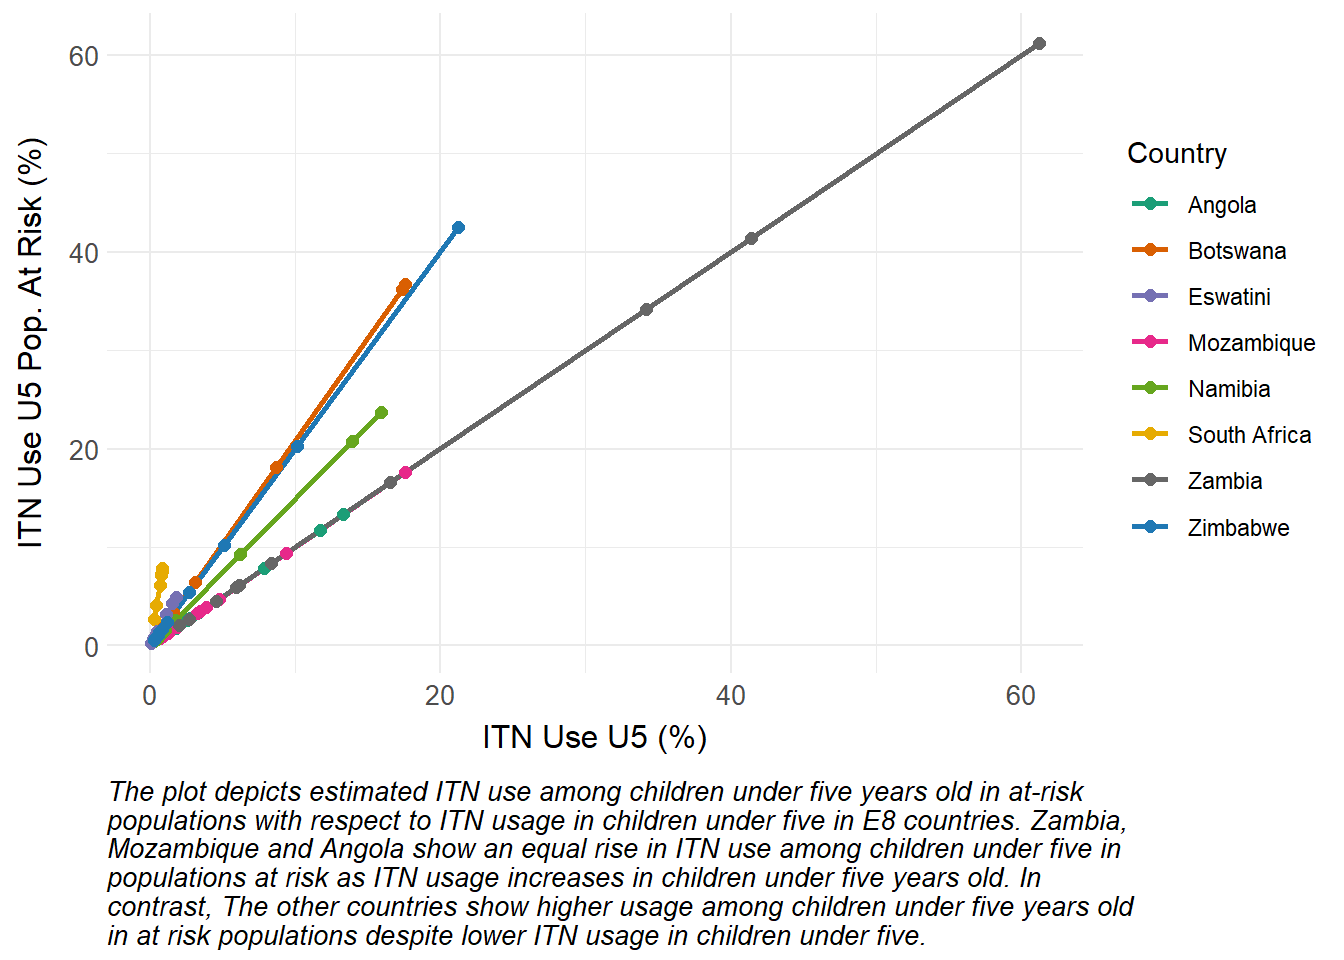 60
40
20
0
ITN Use U5 Pop. At Risk (%)
0
20
40
60
ITN Use U5 (%)
Country
Angola
Botswana
Eswatini
Mozambique
Namibia
South Africa
Zambia
Zimbabwe
The plot depicts estimated ITN use among children under five years old in at-risk
populations with respect to ITN usage in children under five in E8 countries. Zambia,
Mozambique and Angola show an equal rise in ITN use among children under five in
populations at risk as ITN usage increases in children under five years old. In
contrast, The other countries show higher usage among children under five years old
in at risk populations despite lower ITN usage in children under five.